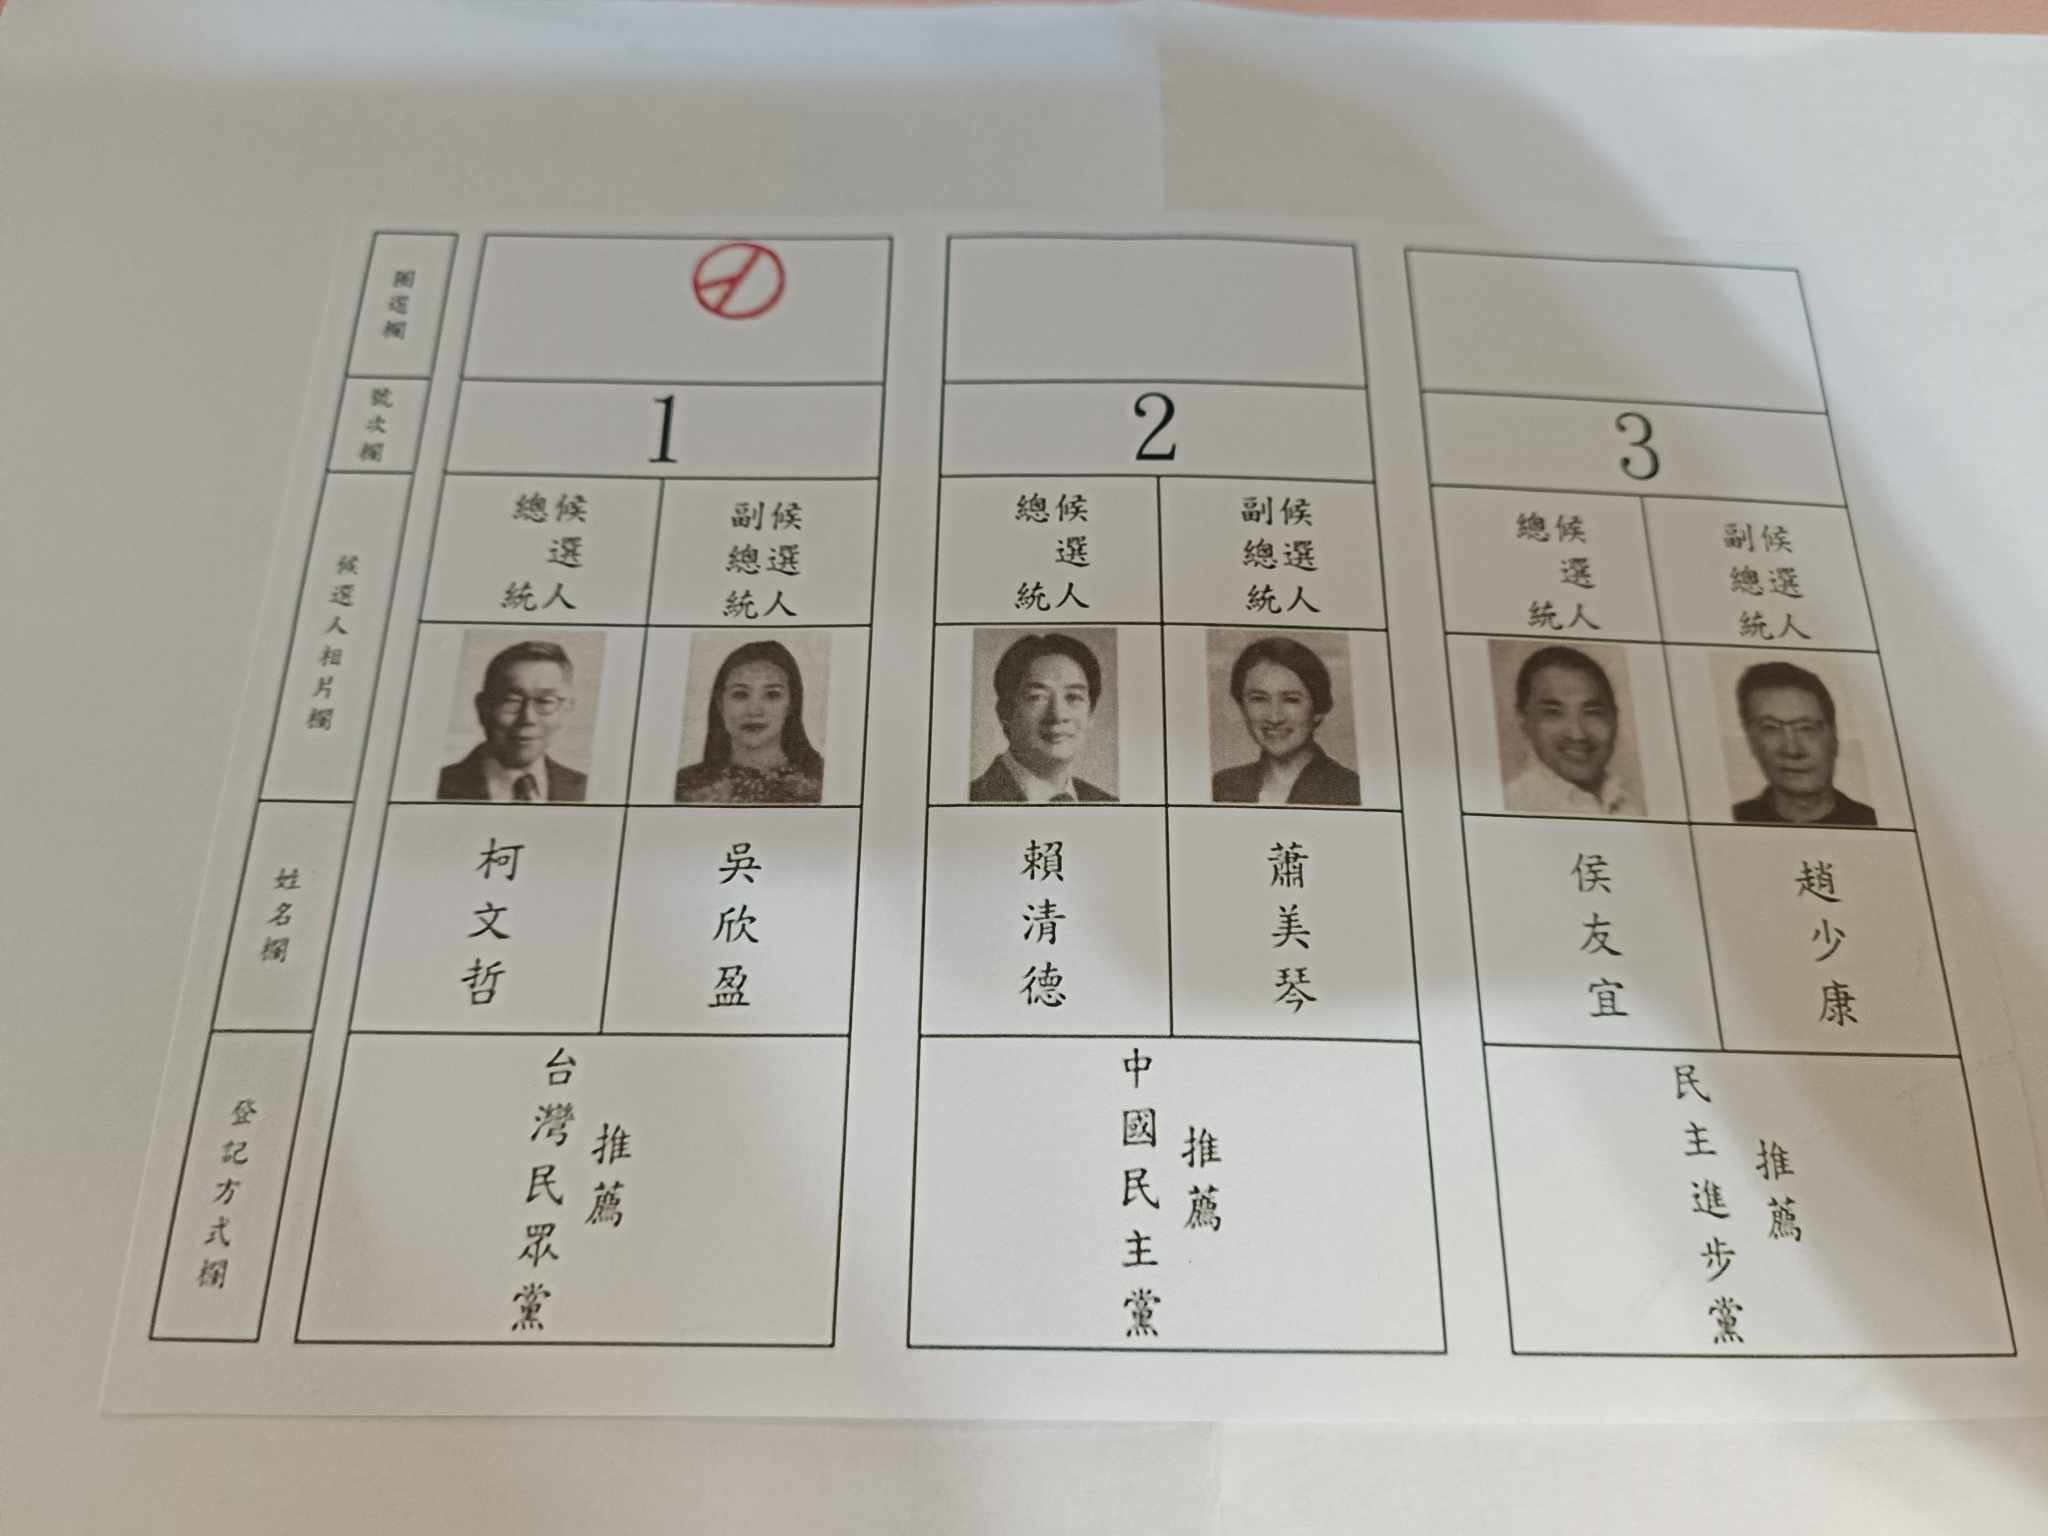 圈選欄
號次欄
候選人相片欄
姓名欄
登記方式欄
1
總統候選人
副總統候選人
柯文哲
吳欣盈
台灣民眾黨
推薦
2
總統候選人
副總統候選人
賴清德
蕭美琴
中國民主黨
推薦
3
總統候選人
副總統候選人
侯友宜
趙少康
民主進步黨
推薦